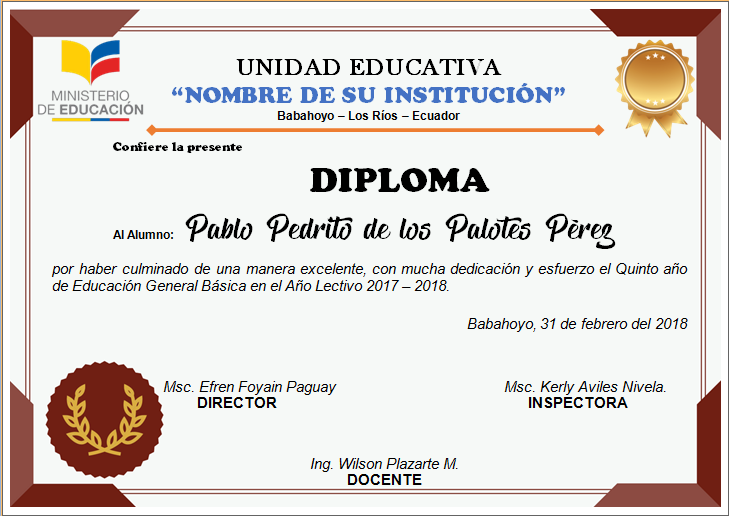 MINISTERIO
DE EDUCACIÓN
UNIDAD EDUCATIVA
“NOMBRE DE SU INSTITUCIÓN”
Babahoyo – Los Ríos – Ecuador
Confiere la presente
DIPLOMA
Al Alumno: Pablo Pedrito de los Palotes Pèrez
por haber culminado de una manera excelente, con mucha dedicación y esfuerzo el Quinto año
de Educación General Básica en el Año Lectivo 2017 – 2018.
Babahoyo, 31 de febrero del 2018
Msc. Efren Foyain Paguay
DIRECTOR
Msc. Kerly Aviles Nivela.
INSPECTORA
Ing. Wilson Plazarte M.
DOCENTE